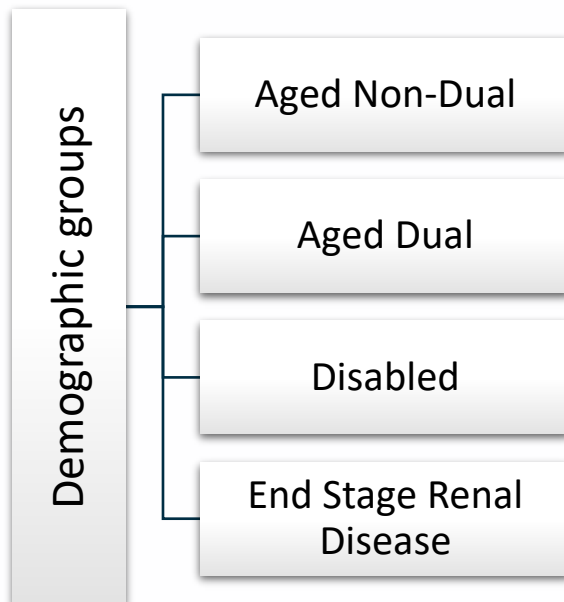 Demographic groups
Aged Non-Dual
Aged Dual
Disabled
End Stage Renal
Disease